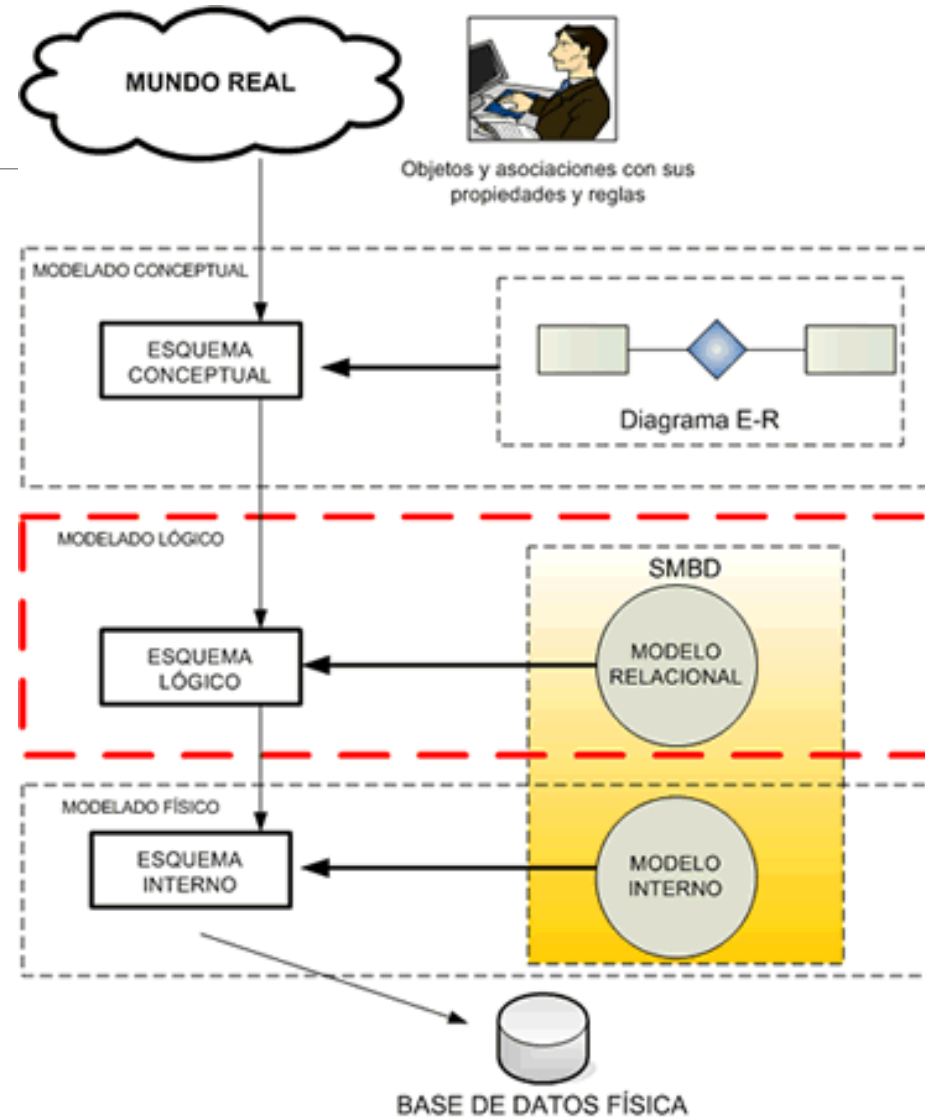 MUNDO REAL
Objetos y asociaciones con sus
propiedades y reglas
MODELADO CONCEPTUAL
ESQUEMA
CONCEPTUAL
Diagrama E-R
MODELADO LÓGICO
SMBD
ESQUEMA
LÓGICO
MODELO
RELACIONAL
MODELADO FÍSICO
ESQUEMA
INTERNO
MODELO
INTERNO
BASE DE DATOS FÍSICA